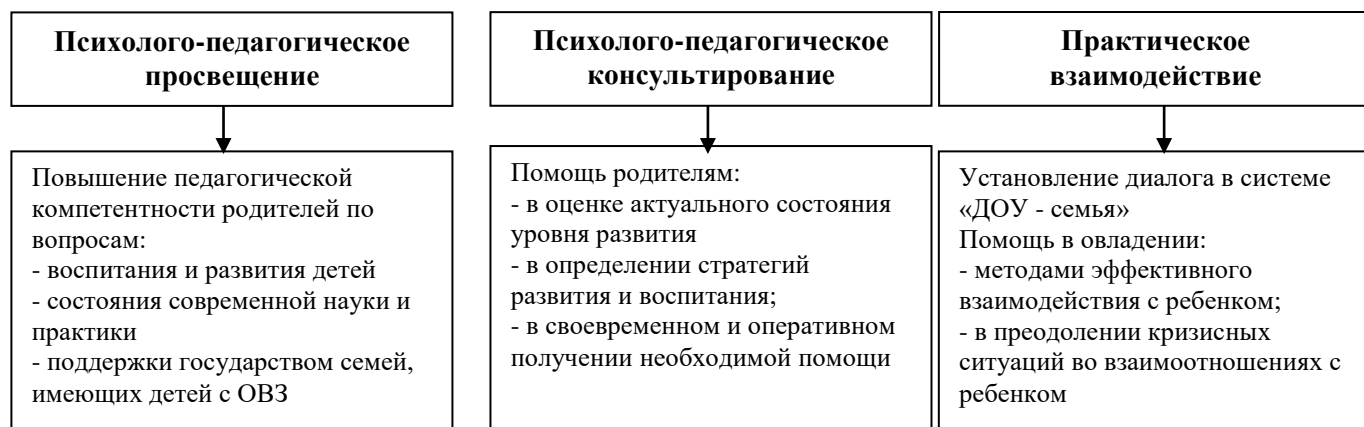 Психолого-педагогическое
просвещение
Повышение педагогической
компетентности родителей по
вопросам:
- воспитания и развития детей
- состояния современной науки и
практики
- поддержки государством семей,
имеющих детей с ОВЗ
Психолого-педагогическое
консультирование
Помощь родителям:
- в оценке актуального состояния
уровня развития
- в определении стратегий
развития и воспитания;
- в своевременном и оперативном
получении необходимой помощи
Практическое
взаимодействие
Установление диалога в системе
«ДОУ - семья»
Помощь в овладении:
- методами эффективного
взаимодействия с ребенком;
- в преодолении кризисных
ситуаций во взаимоотношениях с
ребенком